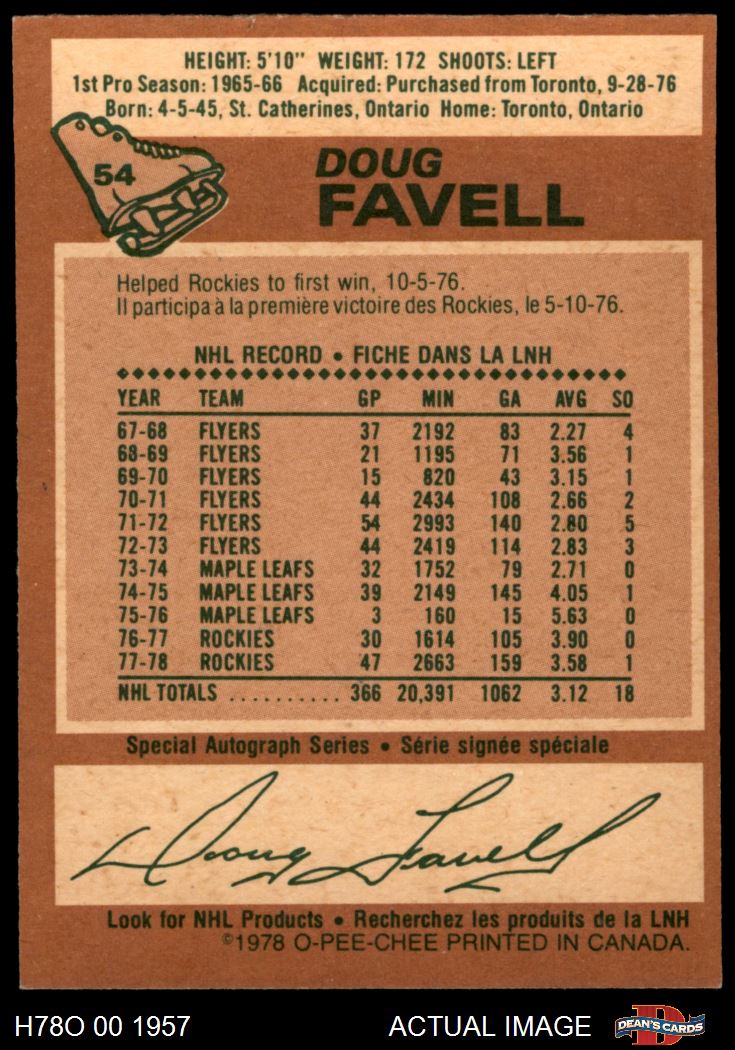 HEIGHT: 5'10" WEIGHT: 172 SHOOTS: LEFT
1st Pro Season: 1965-66 Acquired: Purchased from Toronto, 9-28-76
Born: 4-5-45, St. Catherines, Ontario Home: Toronto, Ontario
54
DOUG
FAVELL
Helped Rockies to first win, 10-5-76.
Il participa à la première victoire des Rockies, le 5-10-76.
NHL RECORD • FICHE DANS LA LNH
YEAR TEAM GP MIN GA AVG SO
67-68 FLYERS 37 2192 83 2.27 4
68-69 FLYERS 21 1195 71 3.56 1
69-70 FLYERS 15 820 43 3.15 1
70-71 FLYERS 44 2434 108 2.66 2
71-72 FLYERS 54 2993 140 2.80 5
72-73 FLYERS 44 2419 114 2.83 3
73-74 MAPLE LEAFS 32 1752 79 2.71 0
74-75 MAPLE LEAFS 39 2149 145 4.05 1
75-76 MAPLE LEAFS 3 160 15 5.63 0
76-77 ROCKIES 30 1614 105 3.90 0
77-78 ROCKIES 47 2663 159 3.58 1
NHL TOTALS .......... 366 20,391 1062 3.12 18
Special Autograph Series • Série signée spéciale
Doug Favell
Look for NHL Products • Recherchez les produits de la LNH
©1978 O-PEE-CHEE PRINTED IN CANADA.
H78O 00 1957 ACTUAL IMAGE DEAN'S CARDS